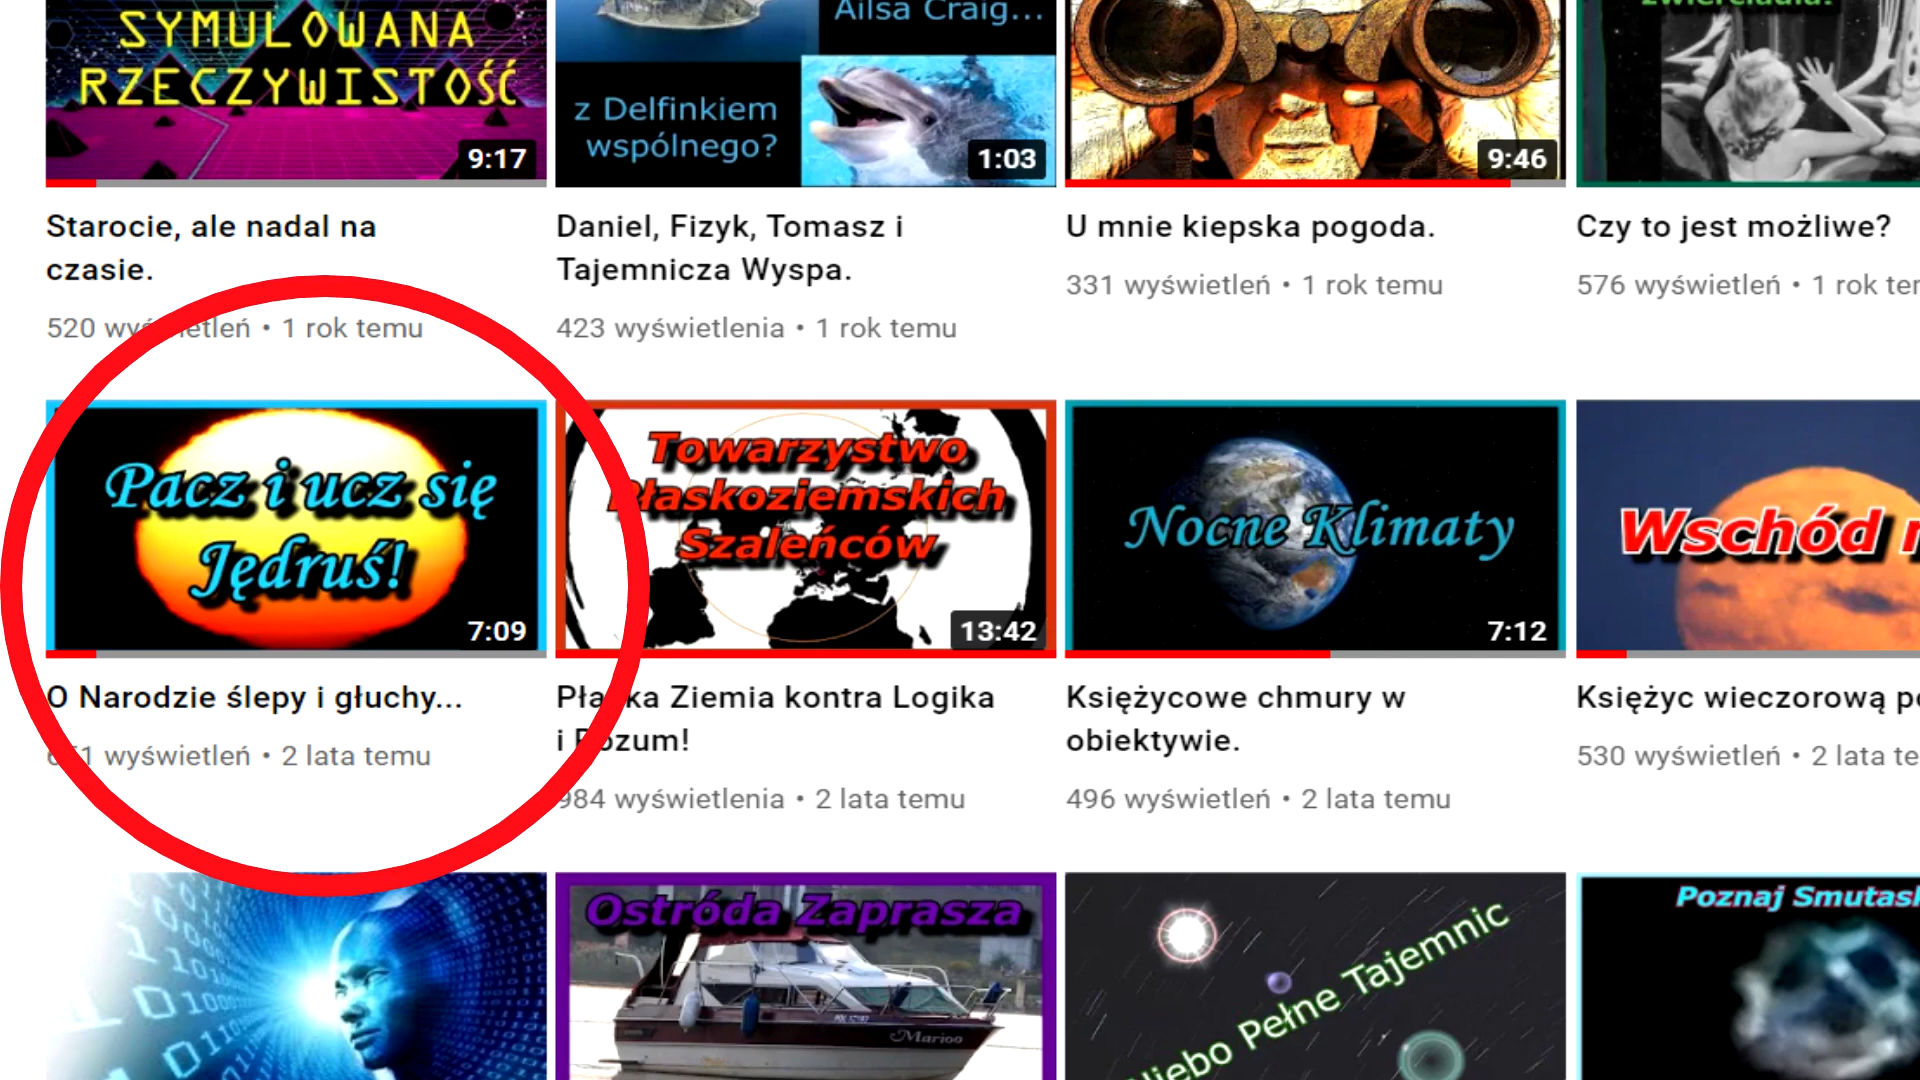 SYMULOWANA
RZECZYWISTOŚĆ
9:17
Ailsa Craig...
z Delfinkiem
wspólnego?
1:03
9:46
Starocie, ale nadal na
czasie.
520 wyświetleń • 1 rok temu
Daniel, Fizyk, Tomasz i
Tajemnicza Wyspa.
423 wyświetlenia • 1 rok temu
U mnie kiepska pogoda.
331 wyświetleń • 1 rok temu
Czy to jest możliwe?
576 wyświetleń • 1 rok
Pacz i ucz się
Jędruś!
7:09
Towarzystwo
Płaskoziemskich
Szaleńców
13:42
Nocne Klimaty
7:12
Wschód
O Narodzie ślepy i głuchy...
wyświetleń • 2 lata temu
Płaska Ziemia kontra Logika
i Rozum!
984 wyświetlenia • 2 lata temu
Księżycowe chmury w
obiektywie.
496 wyświetleń • 2 lata temu
Księżyc wieczorową
530 wyświetleń • 2 lata
Ostróda Zaprasza
Marioo
Niebo Pełne Tajemnic
Poznaj